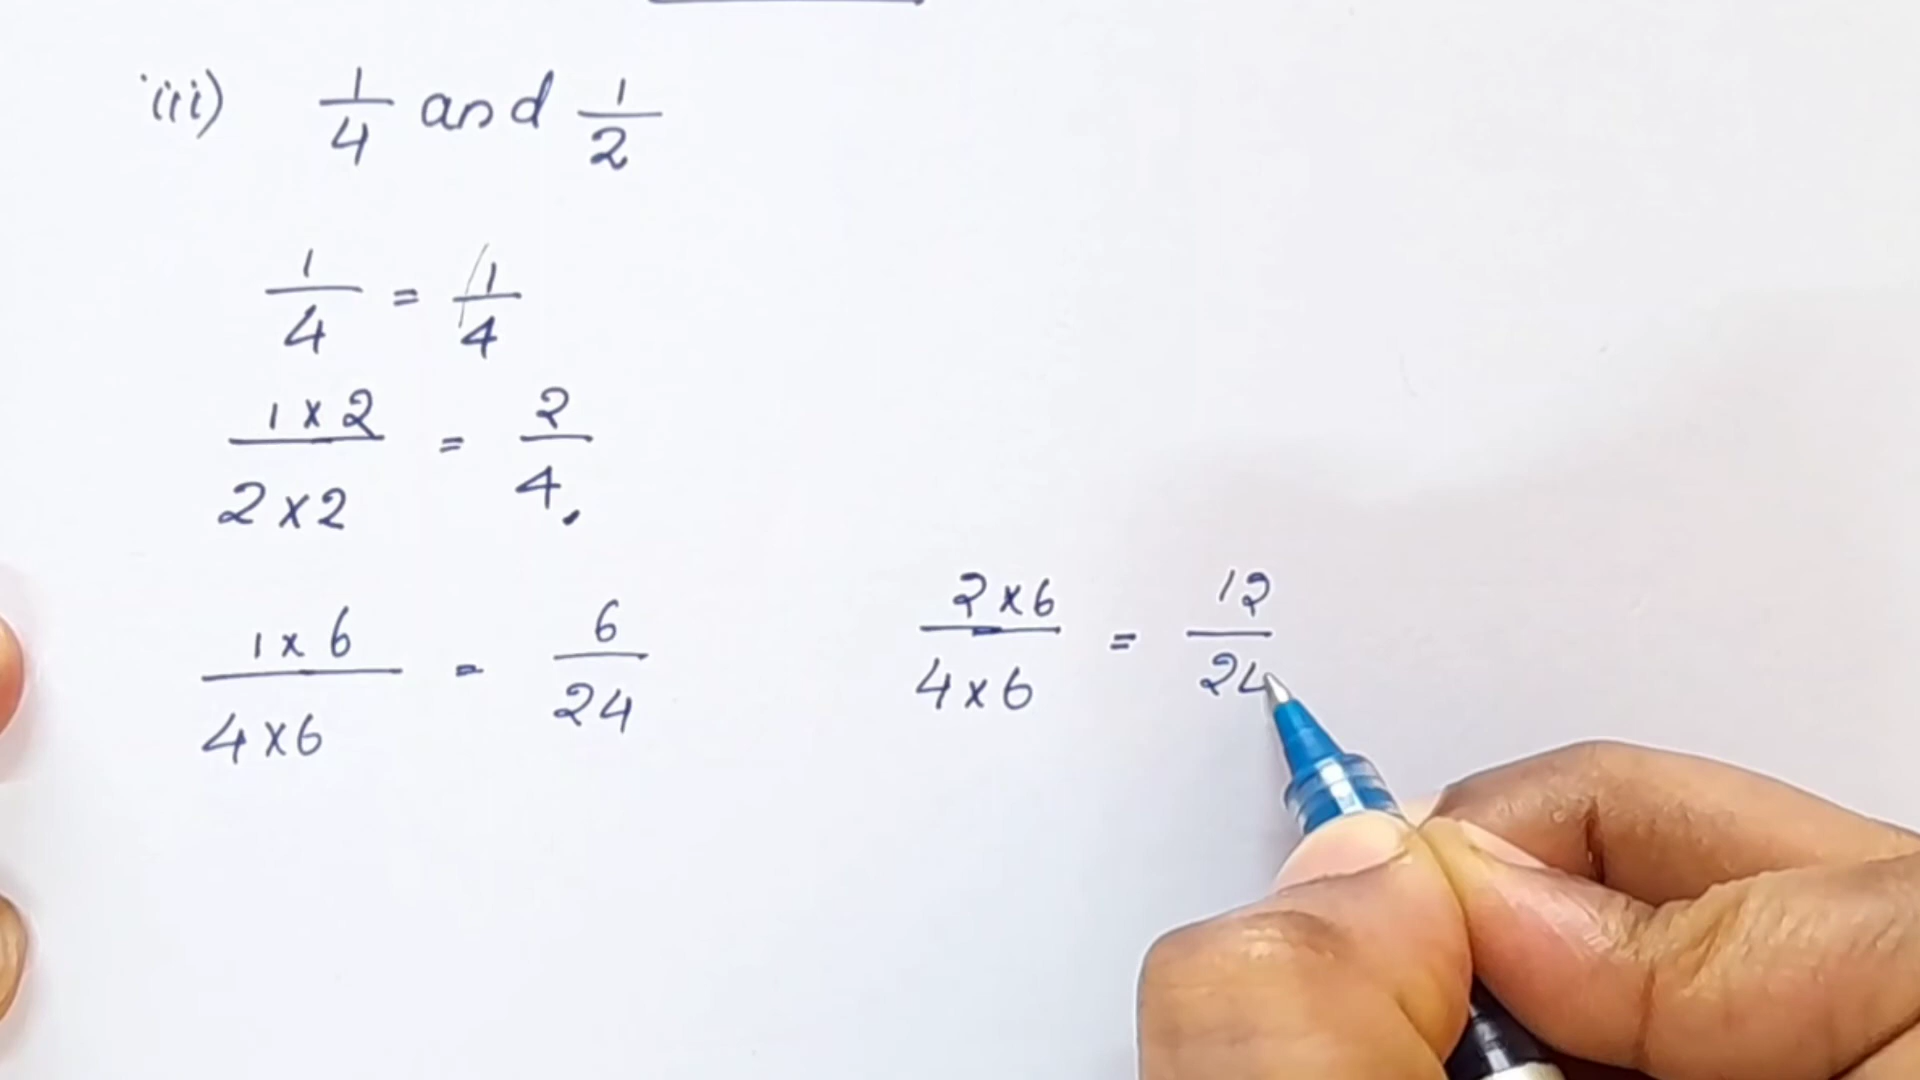 iii) 1/4 and 1/2
1/4 = 1/4
1 x 2 / 2 x 2 = 2/4.
1 x 6 / 4 x 6 = 6/24
2 x 6 / 4 x 6 = 12/24